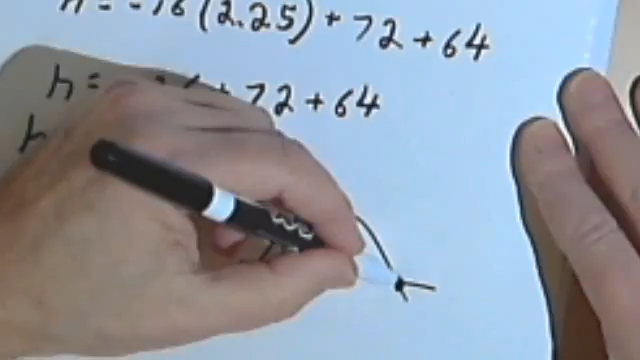 h = -16(2.25) + 72 + 64
h = 72 + 64
h